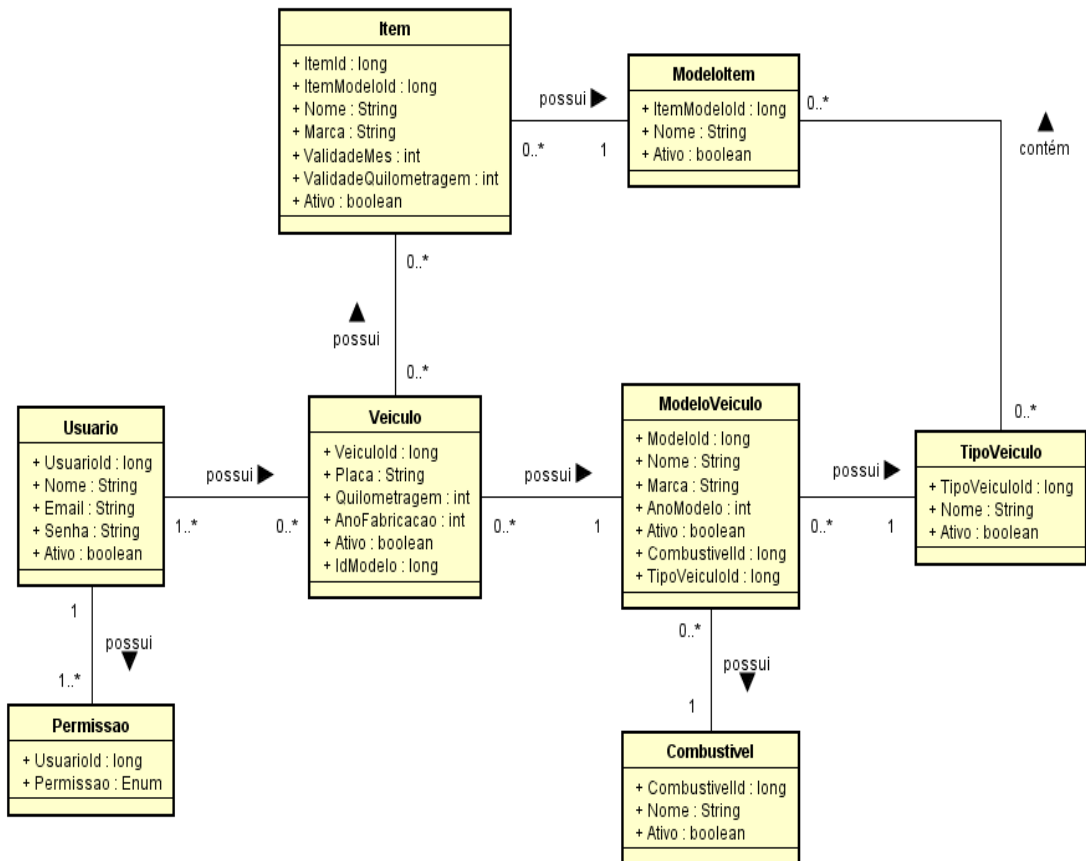 Item
+ ItemId : long
+ ItemModeloId : long
+ Nome : String
+ Marca : String
+ ValidadeMes : int
+ ValidadeQuilometragem : int
+ Ativo : boolean
possui
0..*
1
ModeloItem
+ ItemModeloId : long
+ Nome : String
+ Ativo : boolean
0..*
contém
0..*
possui
0..*
Usuario
+ UsuarioId : long
+ Nome : String
+ Email : String
+ Senha : String
+ Ativo : boolean
possui
1..*
0..*
Veiculo
+ VeiculoId : long
+ Placa : String
+ Quilometragem : int
+ AnoFabricacao : int
+ Ativo : boolean
+ IdModelo : long
possui
0..*
1
ModeloVeiculo
+ ModeloId : long
+ Nome : String
+ Marca : String
+ AnoModelo : int
+ Ativo : boolean
+ CombustivelId : long
+ TipoVeiculoId : long
possui
0..*
1
0..*
TipoVeiculo
+ TipoVeiculoId : long
+ Nome : String
+ Ativo : boolean
1
possui
1..*
Permissao
+ UsuarioId : long
+ Permissao : Enum
0..*
possui
1
Combustivel
+ CombustivelId : long
+ Nome : String
+ Ativo : boolean